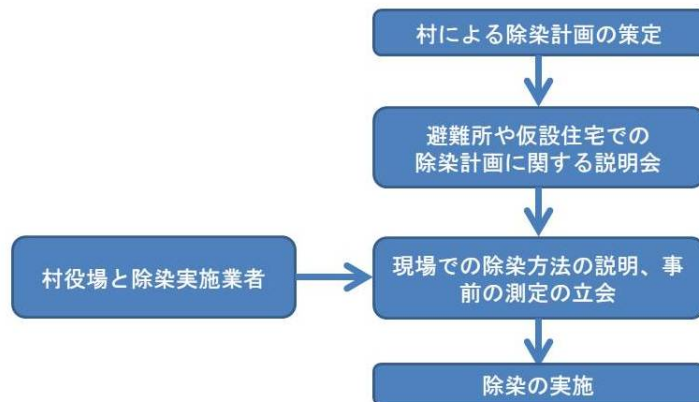 村による除染計画の策定
避難所や仮設住宅での
除染計画に関する説明会
村役場と除染実施業者
現場での除染方法の説明、事
前の測定の立会
除染の実施